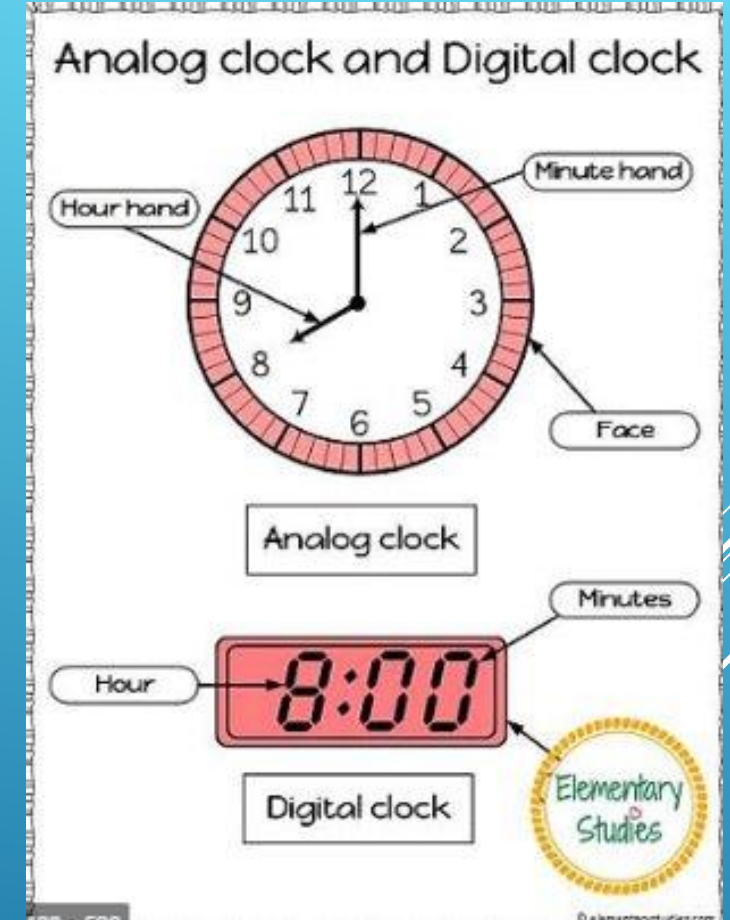 Analog clock and Digital clock
Minute hand
Hour hand
12
11
1
10
2
9
3
8
4
7
5
6
Face
Analog clock
Minutes
Hour
8:00
Digital clock
Elementary
Studies